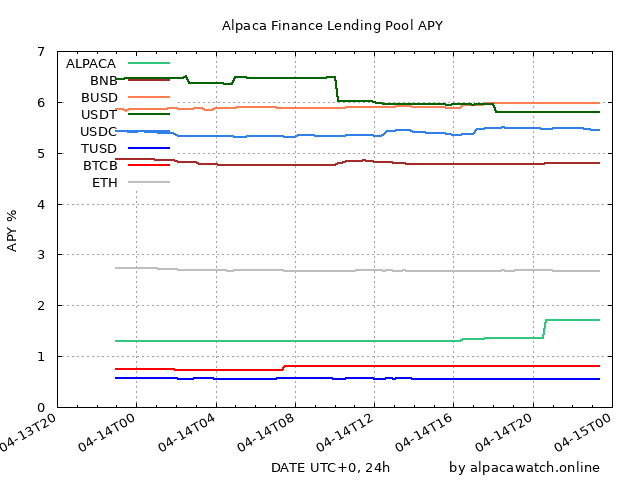 Alpaca Finance Lending Pool APY
7
6
5
4
3
2
1
0
APY %
ALPACA
BNB
BUSD
USDT
USDC
TUSD
BTCB
ETH
04-13T20
04-14T00
04-14T04
04-14T08
04-14T12
04-14T16
04-14T20
04-15T00
DATE UTC+0, 24h
by alpacawatch.online